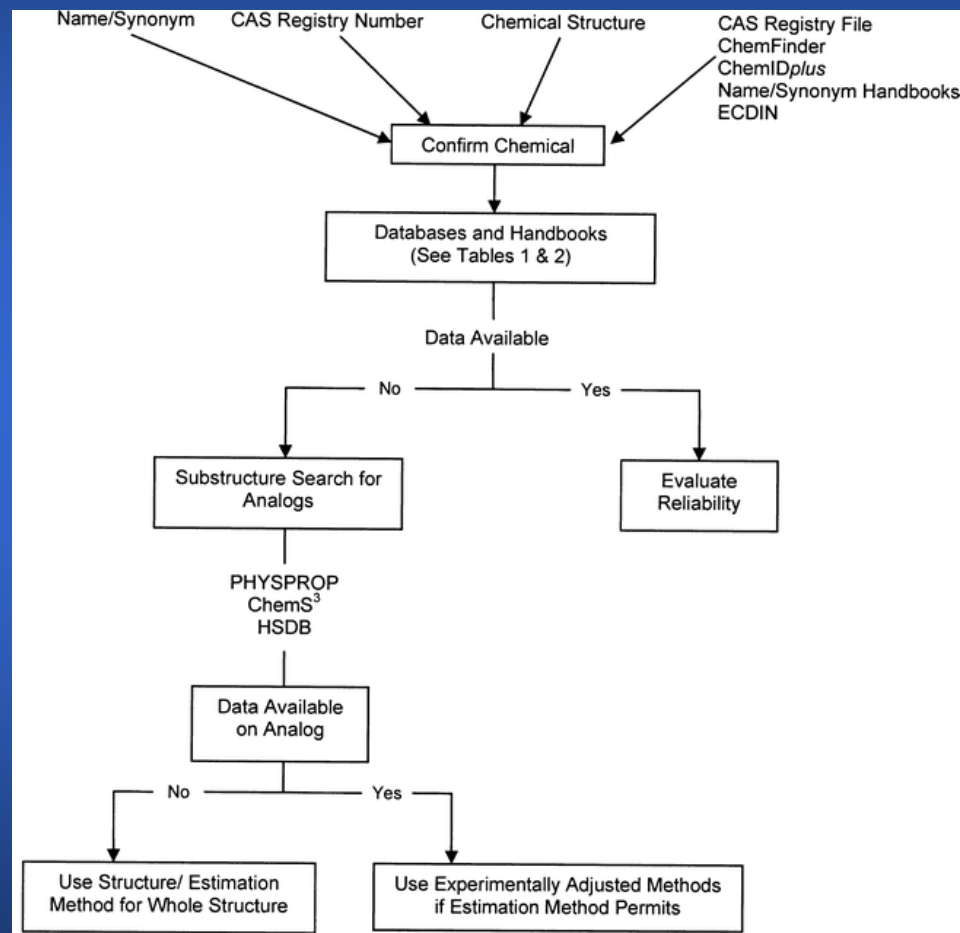 Name/Synonym
CAS Registry Number
Chemical Structure
CAS Registry File
ChemFinder
ChemIDplus
Name/Synonym Handbooks
ECDIN
Confirm Chemical
Databases and Handbooks
(See Tables 1 & 2)
Data Available
No
Yes
Substructure Search for
Analogs
Evaluate
Reliability
PHYSPROP
ChemS³
HSDB
Data Available
on Analog
No
Yes
Use Structure/ Estimation
Method for Whole Structure
Use Experimentally Adjusted Methods
if Estimation Method Permits